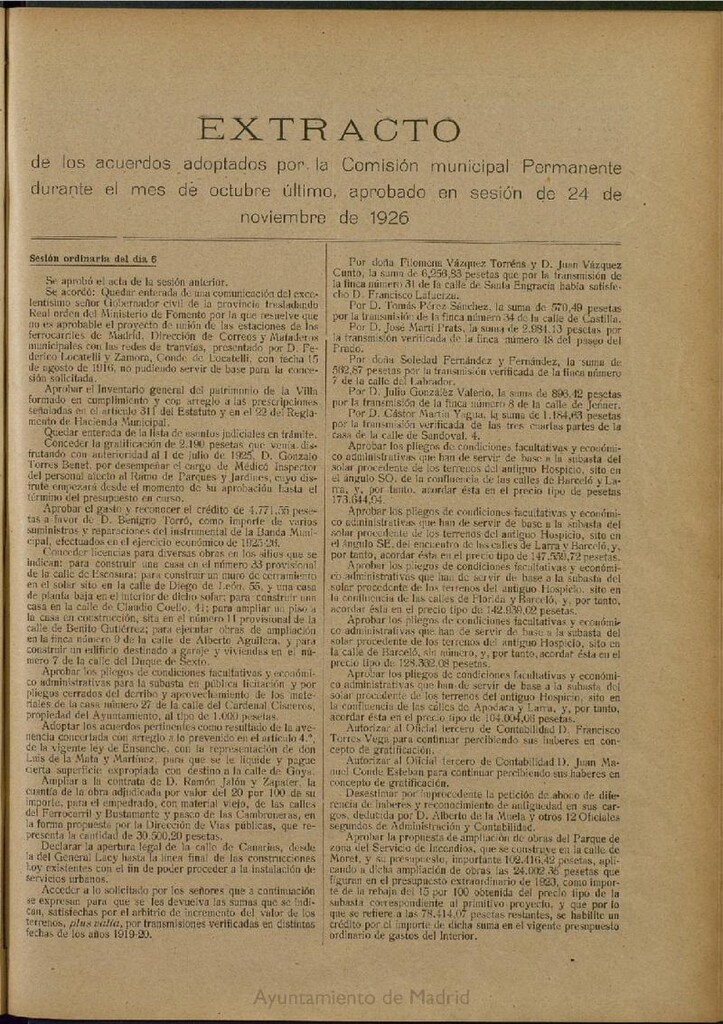 EXTRACTO
de los acuerdos adoptados por la Comisión municipal Permanente
durante el mes de octubre último, aprobado en sesión de 24 de
noviembre de 1926
Sesión ordinaria del día 6
Se aprobó el acta de la sesión anterior.
Se acordó: Quedar enterada de una comunicación del exce-
lentísimo señor Gobernador civil de la provincia trasladando
Real orden del Ministerio de Fomento por la que resuelve que
no es aprobable el proyecto de unión de las estaciones de los
ferrocarriles de Madrid, Dirección de Correos y Mataderos
municipales con las redes de tranvías, presentado por D. Fe-
derico Locatelli y Zamora, Conde de Locatelli, con fecha 15
de agosto de 1916, no pudiendo servir de base para la conce-
sión solicitada.
Aprobar el Inventario general del patrimonio de la Villa
formado en cumplimiento y con arreglo a las prescripciones
señaladas en el artículo 311 del Estatuto y en el 22 del Regla-
mento de Hacienda Municipal.
Quedar enterada de la lista de asuntos judiciales en trámite.
Conceder la gratificación de 2.190 pesetas que venía dis-
frutando con anterioridad al 1 de julio de 1925, D. Gonzalo
Torres Benet, por desempeñar el cargo de Médico Inspector
del personal afecto al Ramo de Parques y Jardines, cuyo dis-
frute empezará desde el momento de su aprobación hasta el
término del presupuesto en curso.
Aprobar el gasto y reconocer el crédito de 4.771,55 pese-
tas a favor de D. Benigno Torró, como importe de varios
suministros y reparaciones del instrumental de la Banda Muni-
cipal, efectuados en el ejercicio económico de 1925-26.
Conceder licencias para diversas obras en los sitios que se
indican: para construir una casa en el número 33 provisional
de la calle de Escosura; para construir un muro de cerramiento
en el solar sito en la calle de Diego de León, 55, y una casa
de planta baja en el interior de dicho solar; para construir una
casa en la calle de Claudio Coello, 41; para ampliar un piso a
la casa en construcción, sita en el número 11 provisional de la
calle de Benito Gutiérrez; para ejecutar obras de ampliación
en la finca número 9 de la calle de Alberto Aguilera, y para
construir un edificio destinado a garaje y viviendas en el nú-
mero 7 de la calle del Duque de Sexto.
Aprobar los pliegos de condiciones facultativas y económi-
co administrativas para la subasta en pública licitación y por
pliegos cerrados del derribo y aprovechamiento de los mate-
riales de la casa número 27 de la calle del Cardenal Cisneros,
propiedad del Ayuntamiento, al tipo de 1.000 pesetas.
Adoptar los acuerdos pertinentes como resultado de la ave-
nencia concertada con arreglo a lo prevenido en el artículo 4.º,
de la vigente ley de Ensanche, con la representación de don
Luis de la Mata y Martínez, para que se le liquide y pague
cierta superficie expropiada con destino a la calle de Goya.
Ampliar a la contrata de D. Ramón Jalón y Zapater, la
cuantía de la obra adjudicada por valor del 20 por 100 de su
importe, para el empedrado, con material viejo, de las calles
del Ferrocarril y Bustamante y paseo de las Cambroneras, en
la forma propuesta por la Dirección de Vías públicas, que re-
presenta la cantidad de 30.500,20 pesetas.
Declarar la apertura legal de la calle de Canarias, desde
la del General Lacy hasta la línea final de las construcciones
hoy existentes con el fin de poder proceder a la instalación de
servicios urbanos.
Acceder a lo solicitado por los señores que a continuación
se expresan para que se les devuelva las sumas que se indi-
can, satisfechas por el arbitrio de incremento del valor de los
terrenos, plus valía, por transmisiones verificadas en distintas
fechas de los años 1919-20.
Por doña Filomena Vázquez Torréns y D. Juan Vázquez
Cunto, la suma de 6.256,83 pesetas que por la transmisión de
la finca número 31 de la calle de Santa Engracia había satisfe-
cho D. Francisco Lafuerza.
Por D. Tomás Pérez Sánchez, la suma de 570,49 pesetas
por la transmisión de la finca número 34 de la calle de Castilla.
Por D. José Martí Prats, la suma de 2.981,13 pesetas por
la transmisión verificada de la finca número 48 del paseo del
Prado.
Por doña Soledad Fernández y Fernández, la suma de
562,87 pesetas por la transmisión verificada de la finca número
7 de la calle del Labrador.
Por D. Julio González Valerio, la suma de 896,42 pesetas
por la transmisión de la finca número 8 de la calle de Jenner.
Por D. Cástor Martín Yagua, la suma de 1.184,63 pesetas
por la transmisión verificada de las tres cuartas partes de la
casa de la calle de Sandoval, 4.
Aprobar los pliegos de condiciones facultativas y económi-
co administrativas que han de servir de base a la subasta del
solar procedente de los terrenos del antiguo Hospicio, sito en
el ángulo SO. de la confluencia de las calles de Barceló y La-
rra, y, por tanto, acordar ésta en el precio tipo de pesetas
173.644,04.
Aprobar los pliegos de condiciones facultativas y económi-
co administrativas que han de servir de base a la subasta del
solar procedente de los terrenos del antiguo Hospicio, sito en
el ángulo SE. del encuentro de las calles de Larra y Barceló, y,
por tanto, acordar ésta en el precio tipo de 147.559,72 pesetas.
Aprobar los pliegos de condiciones facultativas y económi-
co administrativas que han de servir de base a la subasta del
solar procedente de los terrenos del antiguo Hospicio, sito en
la confluencia de las calles de Florida y Barceló, y, por tanto,
acordar ésta en el precio tipo de 142.939,02 pesetas.
Aprobar los pliegos de condiciones facultativas y económi-
co administrativas que han de servir de base a la subasta del
solar procedente de los terrenos del antiguo Hospicio, sito en
la calle de Barceló, sin número, y, por tanto, acordar ésta en el
precio tipo de 128.332,08 pesetas.
Aprobar los pliegos de condiciones facultativas y económi-
co administrativas que han de servir de base a la subasta del
solar procedente de los terrenos del antiguo Hospicio, sito en
la confluencia de las calles de Apodaca y Larra, y, por tanto,
acordar ésta en el precio tipo de 104.004,06 pesetas.
Autorizar al Oficial tercero de Contabilidad D. Francisco
Torres Vega para continuar percibiendo sus haberes en con-
cepto de gratificación.
Autorizar al Oficial tercero de Contabilidad D. Juan Ma-
nuel Conde Esteban para continuar percibiendo sus haberes en
concepto de gratificación.
Desestimar por improcedente la petición de abono de dife-
rencia de haberes y reconocimiento de antigüedad en sus car-
gos, deducida por D. Alberto de la Muela y otros 12 Oficiales
segundos de Administración y Contabilidad.
Aprobar la propuesta de ampliación de obras del Parque de
zona del Servicio de Incendios, que se construye en la calle de
Moret, y su presupuesto, importante 102.416,42 pesetas, apli-
cando a dicha ampliación de obras las 24.002,35 pesetas que
figuran en el presupuesto extraordinario de 1923, como impor-
te de la rebaja del 15 por 100 obtenida del precio tipo de la
subasta correspondiente al primitivo proyecto, y que por lo
que se refiere a las 78.414,07 pesetas restantes, se habilite un
crédito por el importe de dicha suma en el vigente presupuesto
ordinario de gastos del Interior.
Ayuntamiento de Madrid